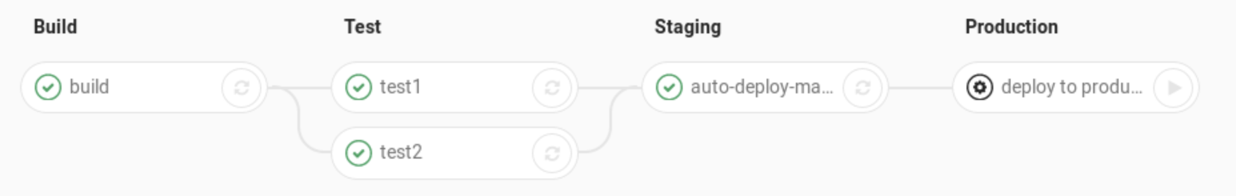 Build
Test
Staging
Production
build
test1
auto-deploy-ma...
deploy to produ...
test2